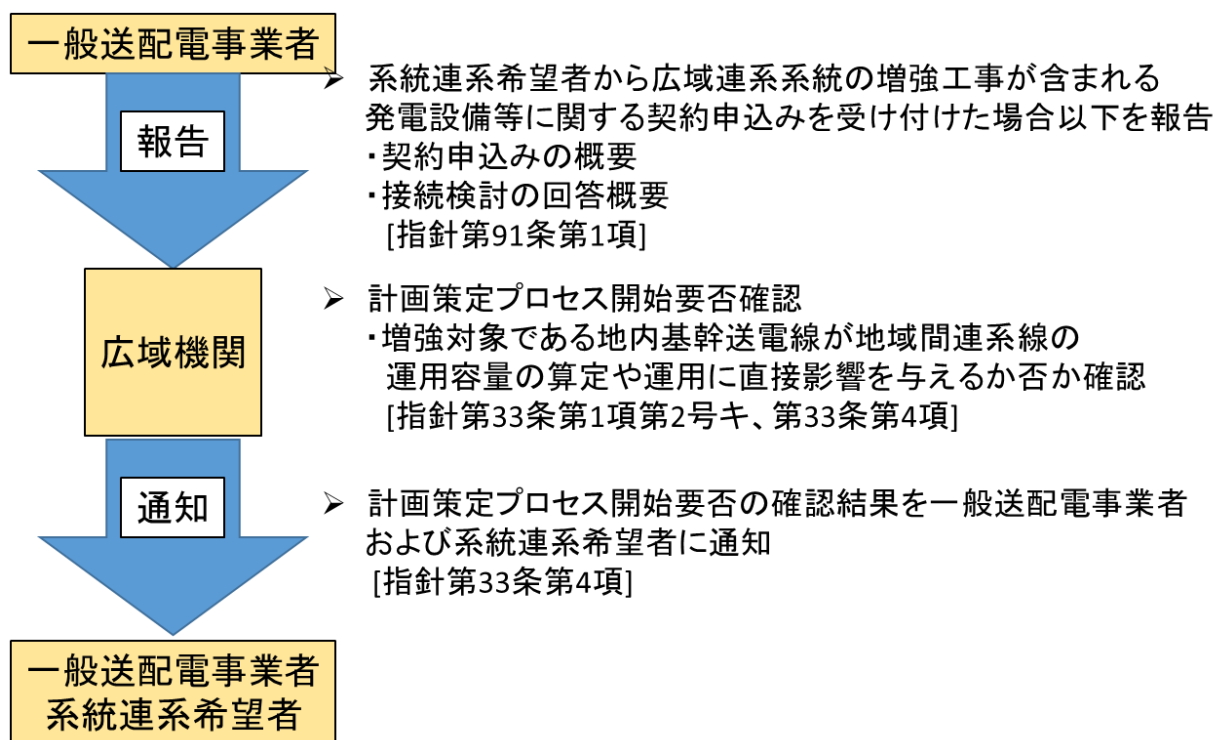 一般送配電事業者
報告
➢ 系統連系希望者から広域連系系統の増強工事が含まれる
発電設備等に関する契約申込みを受け付けた場合以下を報告
・契約申込みの概要
・接続検討の回答概要
[指針第91条第1項]
広域機関
➢ 計画策定プロセス開始要否確認
・増強対象である地内基幹送電線が地域間連系線の
運用容量の算定や運用に直接影響を与えるか否か確認
[指針第33条第1項第2号キ、第33条第4項]
通知
➢ 計画策定プロセス開始要否の確認結果を一般送配電事業者
および系統連系希望者に通知
[指針第33条第4項]
一般送配電事業者
系統連系希望者